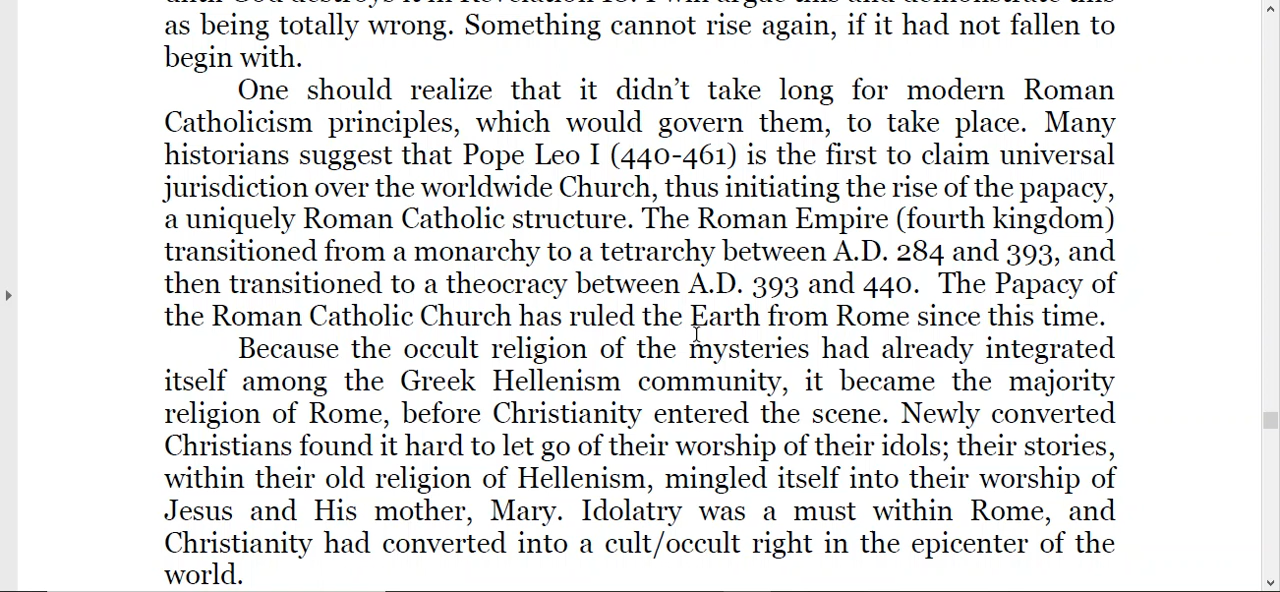 as being totally wrong. Something cannot rise again, if it had not fallen to
begin with.
One should realize that it didn’t take long for modern Roman
Catholicism principles, which would govern them, to take place. Many
historians suggest that Pope Leo I (440-461) is the first to claim universal
jurisdiction over the worldwide Church, thus initiating the rise of the papacy,
a uniquely Roman Catholic structure. The Roman Empire (fourth kingdom)
transitioned from a monarchy to a tetrarchy between A.D. 284 and 393, and
then transitioned to a theocracy between A.D. 393 and 440.  The Papacy of
the Roman Catholic Church has ruled the Earth from Rome since this time.
Because the occult religion of the mysteries had already integrated
itself among the Greek Hellenism community, it became the majority
religion of Rome, before Christianity entered the scene. Newly converted
Christians found it hard to let go of their worship of their idols; their stories,
within their old religion of Hellenism, mingled itself into their worship of
Jesus and His mother, Mary. Idolatry was a must within Rome, and
Christianity had converted into a cult/occult right in the epicenter of the
world.